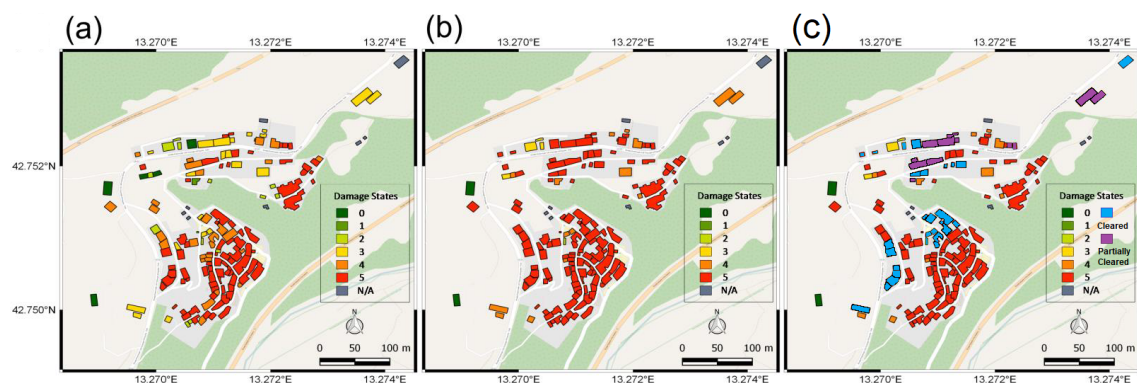 (a) (b) (c)
13.270°E 13.272°E 13.274°E 13.270°E 13.272°E 13.274°E 13.270°E 13.272°E 13.274°E
42.752°N
42.750°N
Damage States
0
1
2
3
4
5
N/A
N
0 50 100 m
Damage States
0
1
2
3
4
5
N/A
N
0 50 100 m
Damage States
0
1 Cleared
2
3
4 Partially
5 Cleared
N/A
N
0 50 100 m
13.270°E 13.272°E 13.274°E 13.270°E 13.272°E 13.274°E 13.270°E 13.272°E 13.274°E